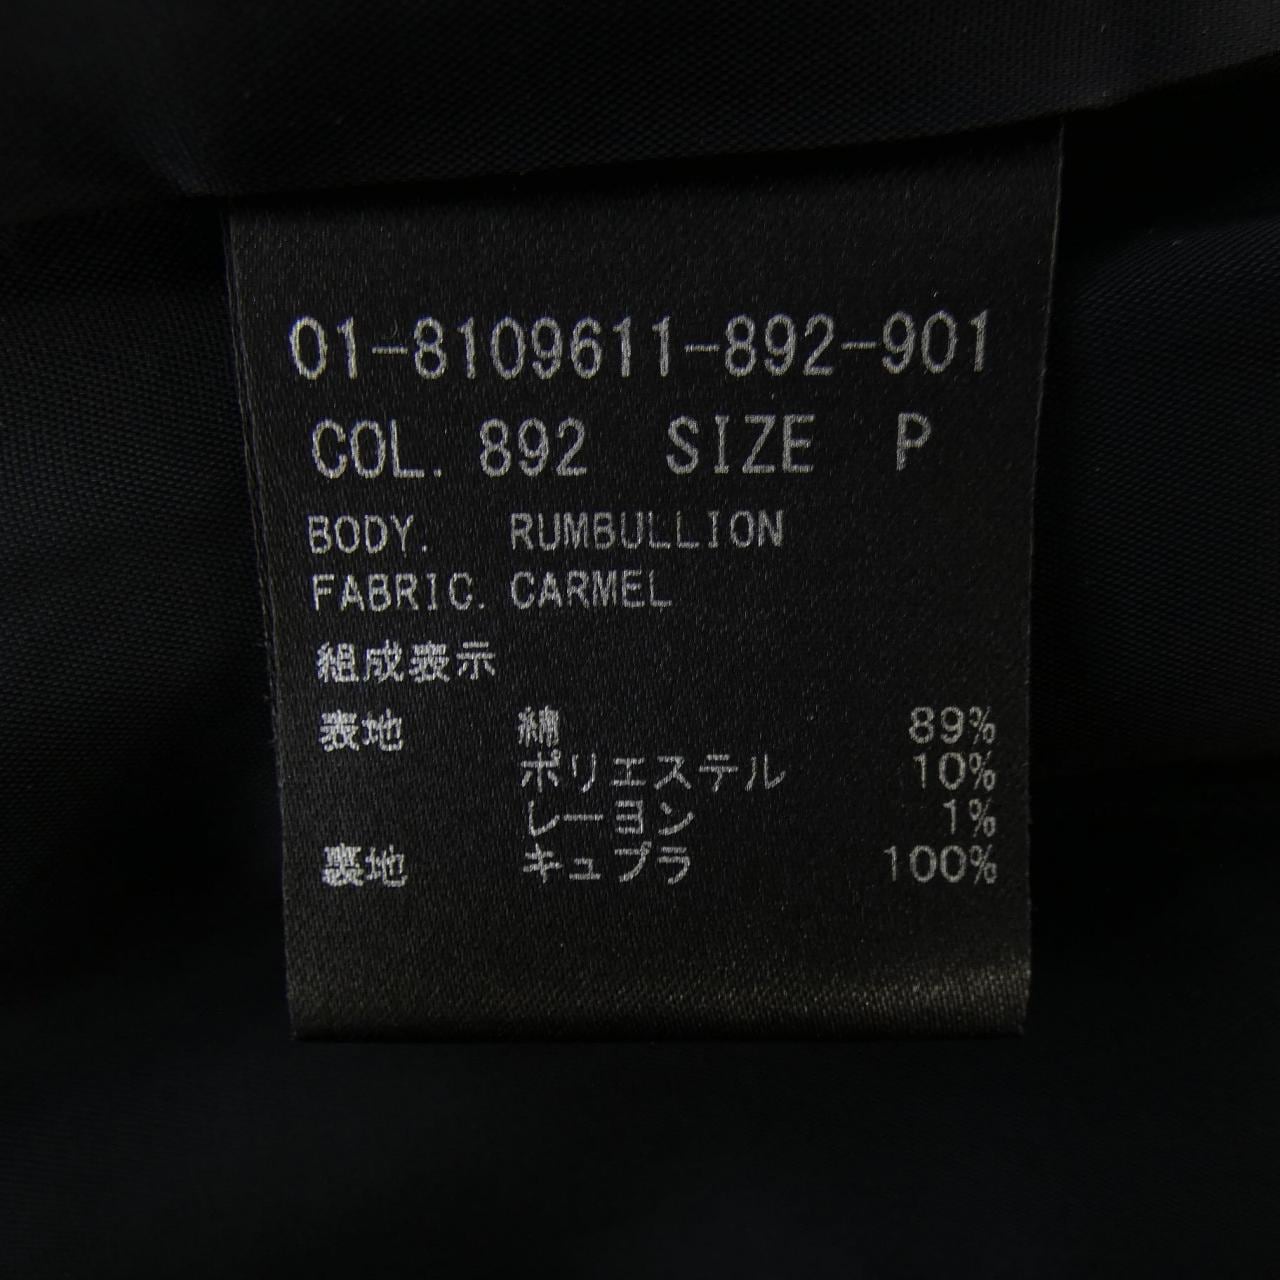 01-8109611-892-901
COL. 892 SIZE P
BODY. RUMBULLION
FABRIC. CARMEL
組成表示
表地 綿 89%
ポリエステル 10%
レーヨン 1%
裏地 キュプラ 100%